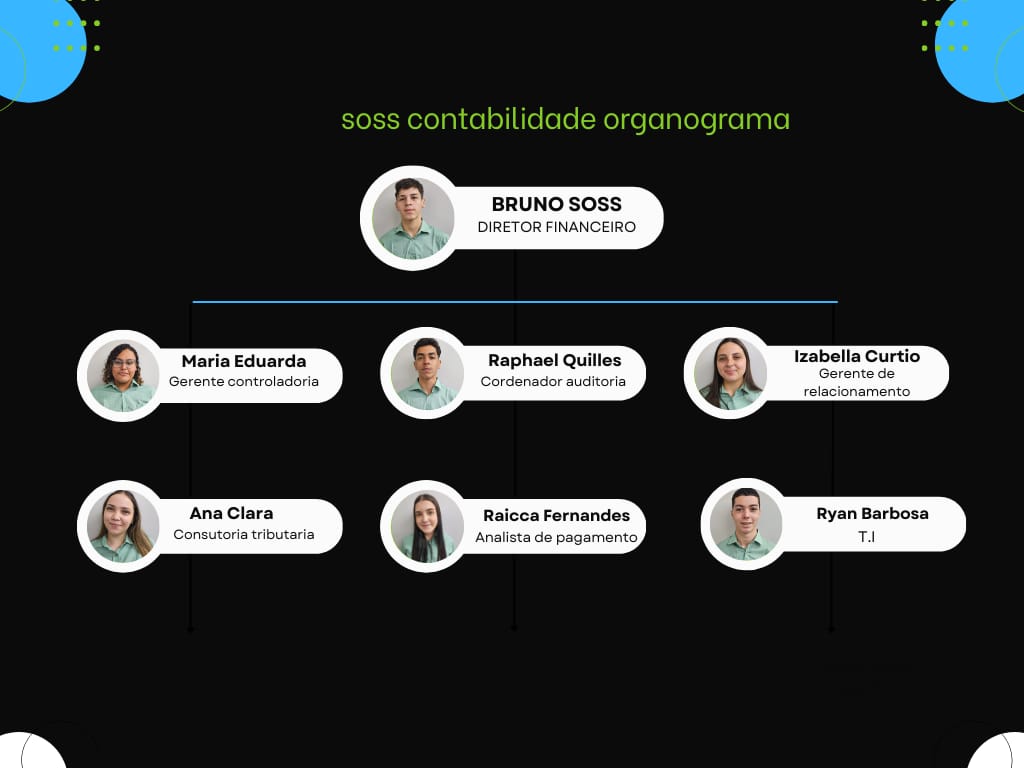 soss contabilidade organograma
BRUNO SOSS
DIRETOR FINANCEIRO
Maria Eduarda
Gerente controladoria
Raphael Quilles
Cordenador auditoria
Izabella Curtio
Gerente de
relacionamento
Ana Clara
Consutoria tributaria
Raicca Fernandes
Analista de pagamento
Ryan Barbosa
T.I